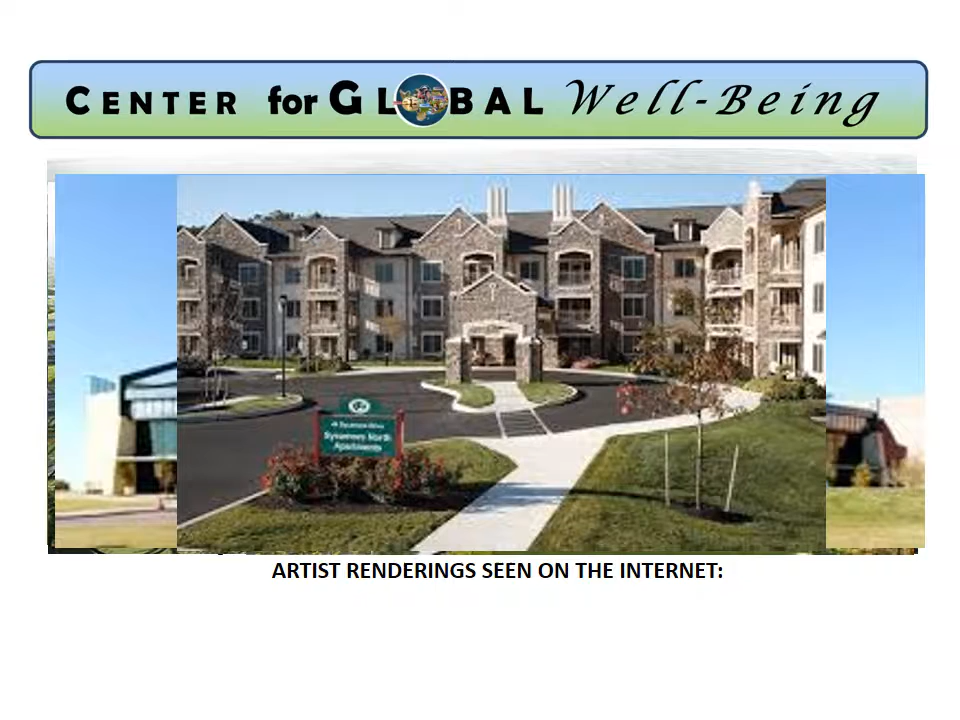 CENTER for GLOBAL Well-Being
Sycamore North
Apartments
ARTIST RENDERINGS SEEN ON THE INTERNET: